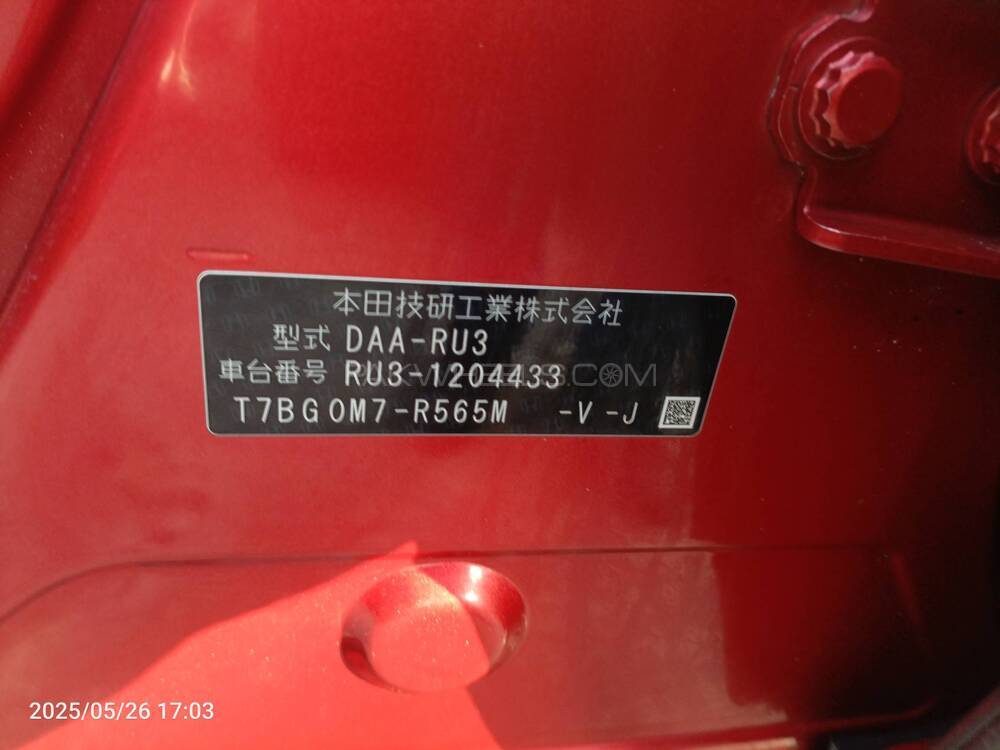 本田技研工業株式会社
型式 DAA-RU3
車台番号 RU3-1204433
T7BG0M7-R565M -V -J
2025/05/26 17:03